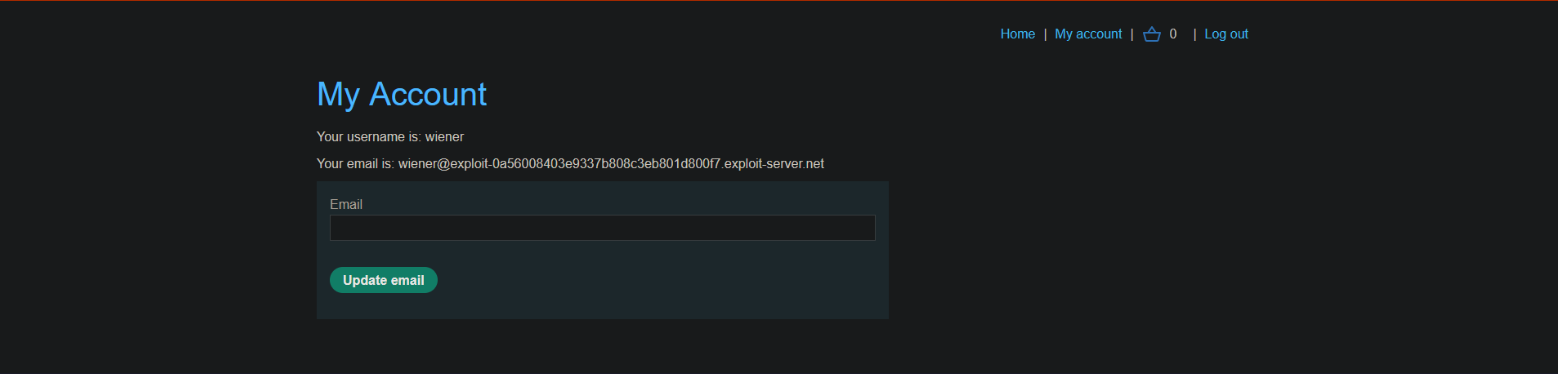 Home | My account | 0 | Log out
My Account
Your username is: wiener
Your email is: wiener@exploit-0a56008403e9337b808c3eb801d800f7.exploit-server.net
Email
Update email